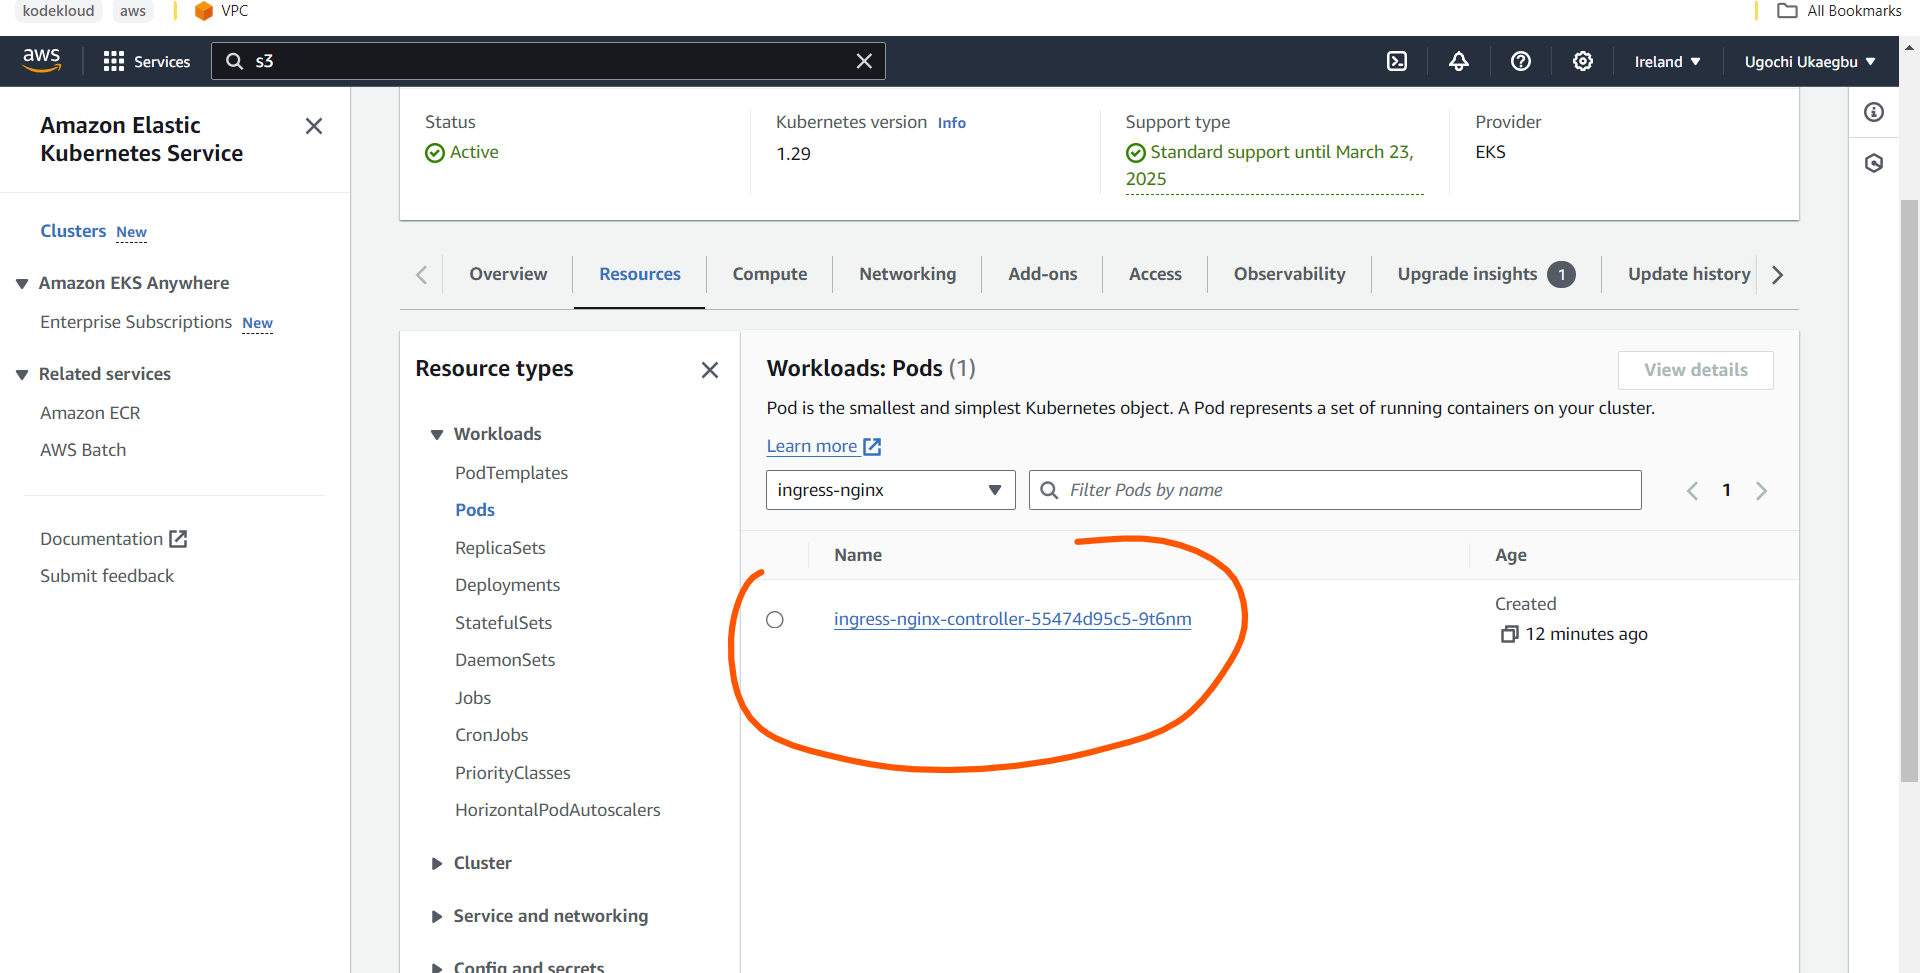 kodekloud aws VPC All Bookmarks
aws Services s3 Ireland ▼ Ugochi Ukaegbu ▼
Amazon Elastic
Kubernetes Service
Clusters New
Amazon EKS Anywhere
Enterprise Subscriptions New
Related services
Amazon ECR
AWS Batch
Documentation
Submit feedback
Status
Active
Kubernetes version Info
1.29
Support type
Standard support until March 23,
2025
Provider
EKS
Overview Resources Compute Networking Add-ons Access Observability Upgrade insights 1 Update history
Resource types
Workloads
PodTemplates
Pods
ReplicaSets
Deployments
StatefulSets
DaemonSets
Jobs
CronJobs
PriorityClasses
HorizontalPodAutoscalers
Cluster
Service and networking
Config and secrets
Workloads: Pods (1)
View details
Pod is the smallest and simplest Kubernetes object. A Pod represents a set of running containers on your cluster.
Learn more
ingress-nginx Filter Pods by name 1
Name Age
ingress-nginx-controller-55474d95c5-9t6nm
Created
12 minutes ago